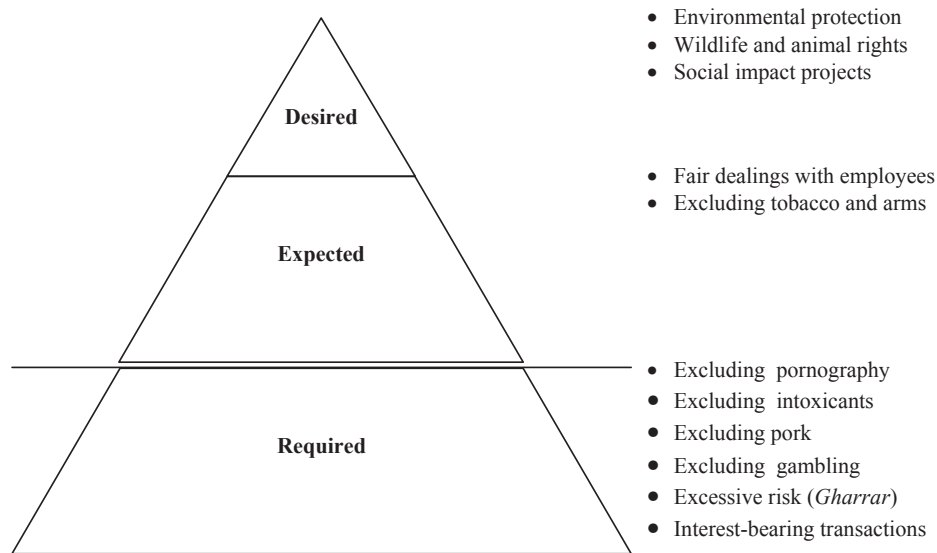 • Environmental protection
• Wildlife and animal rights
• Social impact projects
Desired
• Fair dealings with employees
• Excluding tobacco and arms
Expected
• Excluding pornography
• Excluding intoxicants
• Excluding pork
• Excluding gambling
• Excessive risk (Gharrar)
• Interest-bearing transactions
Required